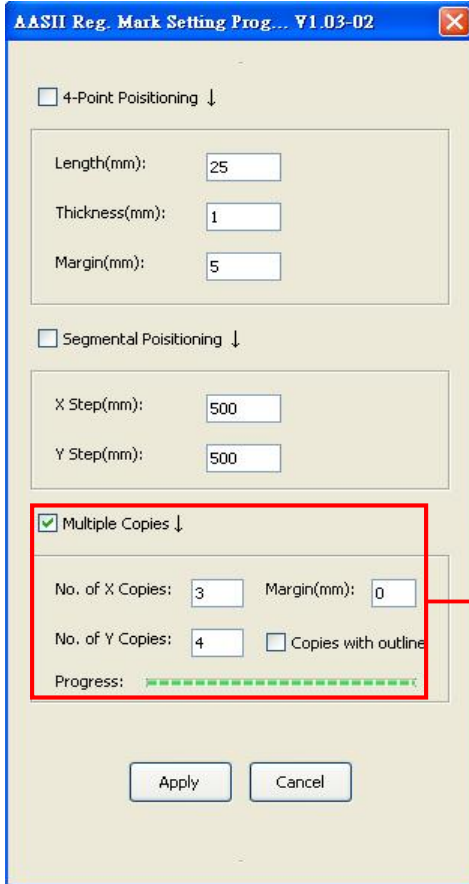 AASII Reg. Mark Setting Prog... V1.03-02
4-Point Poisitioning ↓
Length(mm): 25
Thickness(mm): 1
Margin(mm): 5
Segmental Poisitioning ↓
X Step(mm): 500
Y Step(mm): 500
Multiple Copies ↓
No. of X Copies: 3 Margin(mm): 0
No. of Y Copies: 4 Copies with outline
Progress:
Apply Cancel